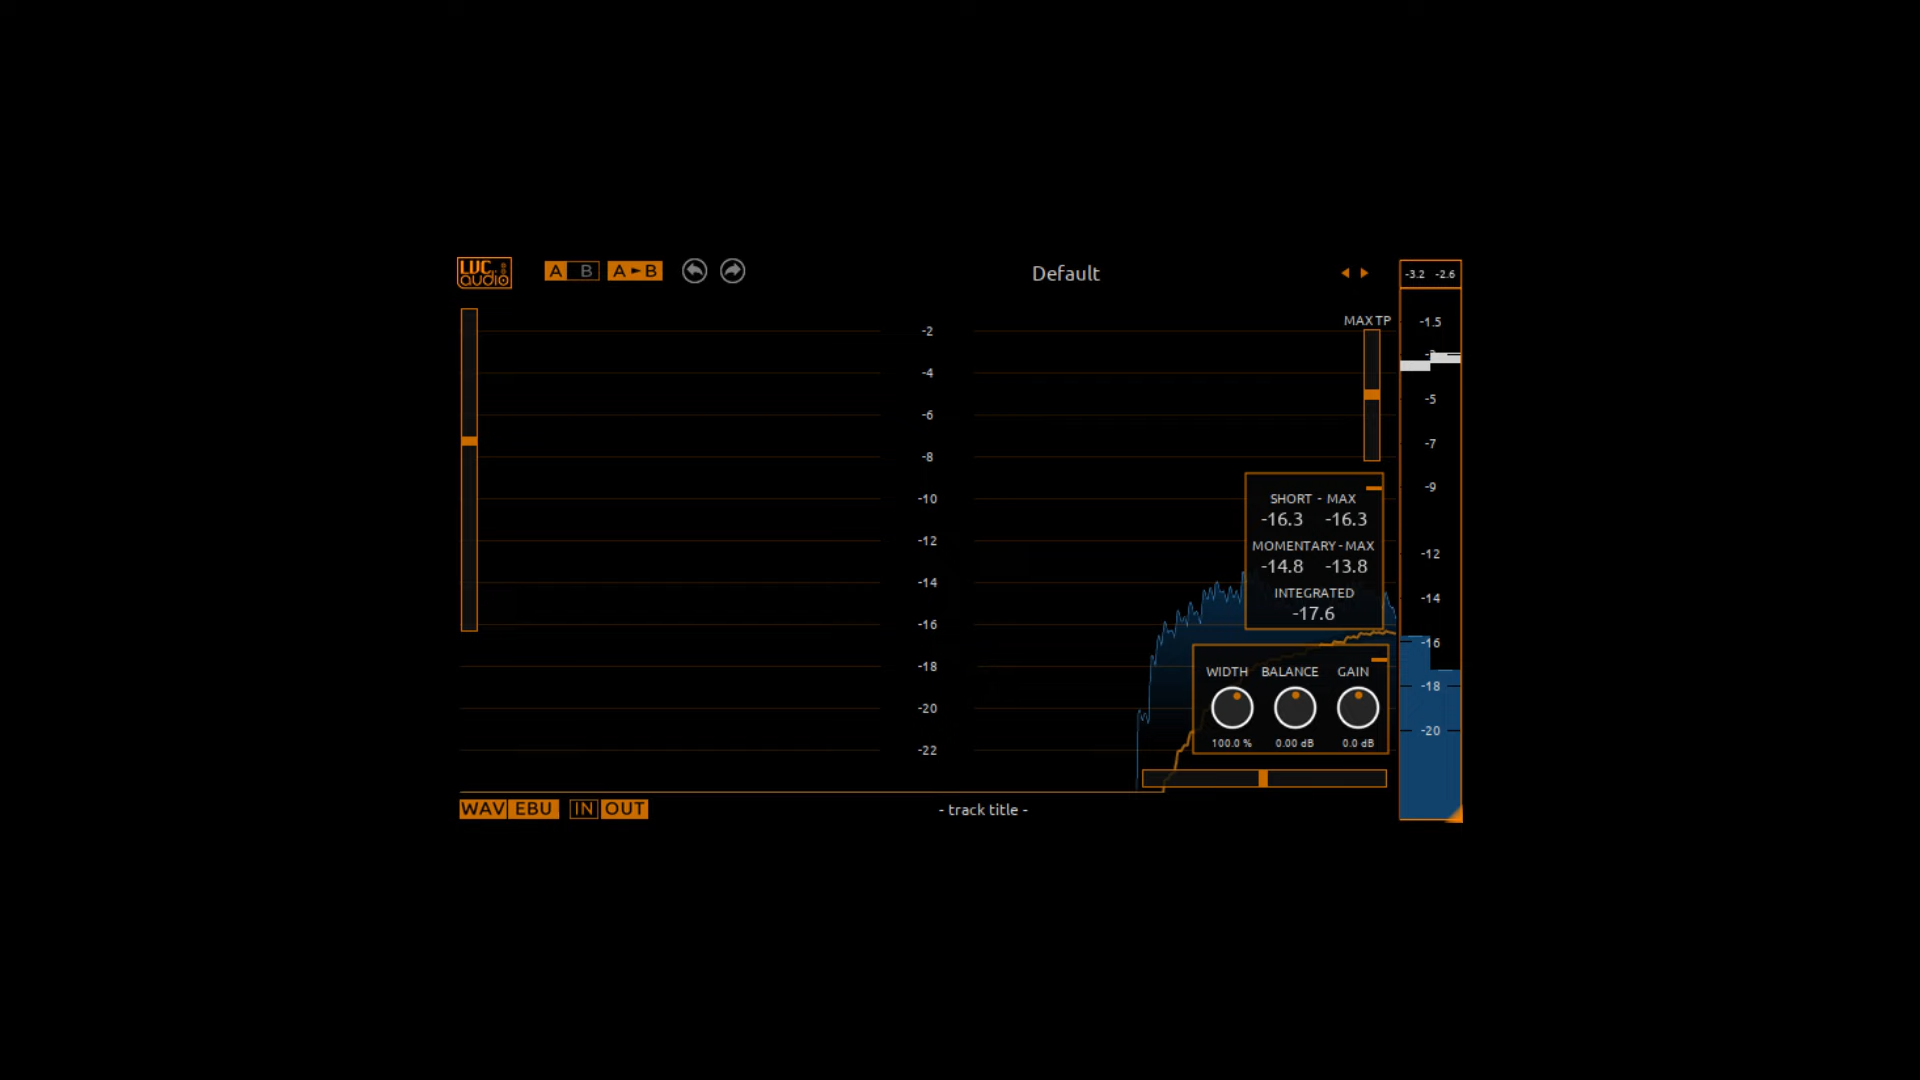 LVC audio
A B A►B
Default
-3.2 -2.6
MAX TP
-2
-4
-6
-8
-10
-12
-14
-16
-18
-20
-22
-1.5
-5
-7
-9
-12
-14
-16
-18
-20
SHORT - MAX
-16.3 -16.3
MOMENTARY - MAX
-14.8 -13.8
INTEGRATED
-17.6
WIDTH BALANCE GAIN
100.0 % 0.00 dB 0.0 dB
WAV EBU IN OUT
- track title -